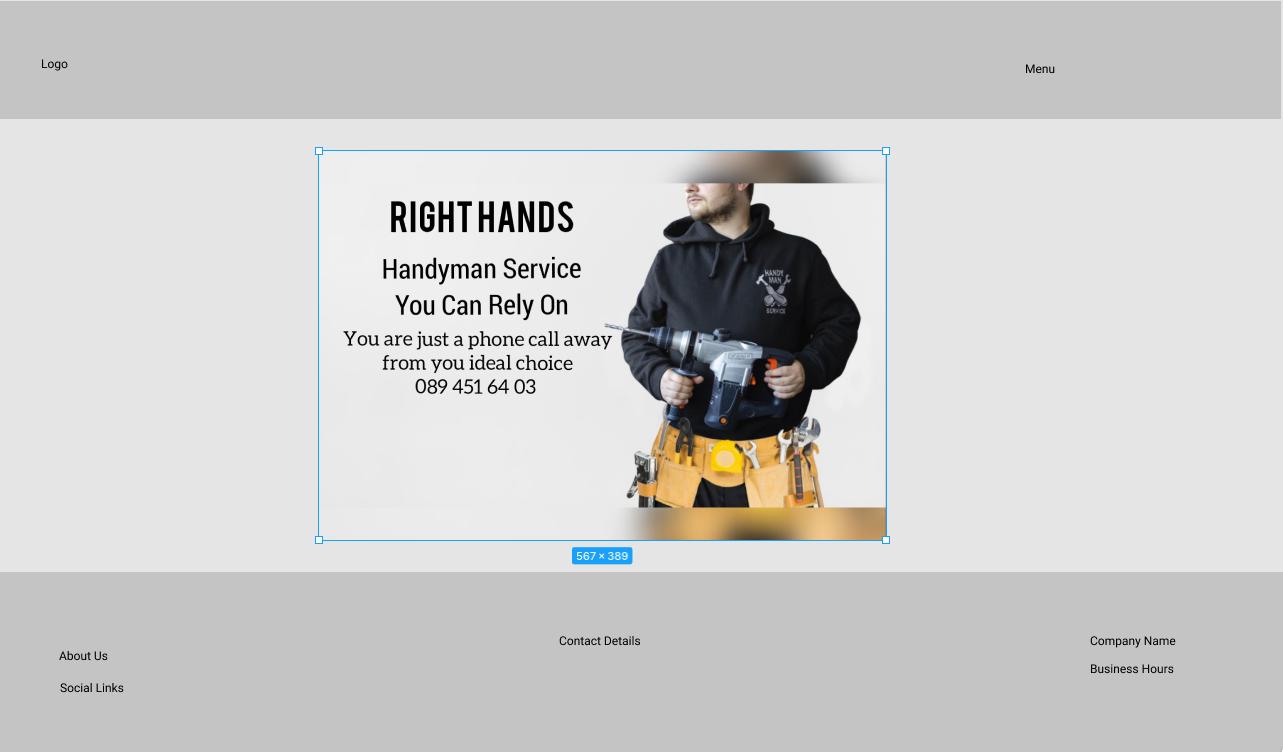 Logo
Menu
RIGHT HANDS
Handyman Service
You Can Rely On
You are just a phone call away
from you ideal choice
089 451 64 03
HANDY
MAN
SERVICE
567 × 389
Contact Details
Company Name
About Us
Business Hours
Social Links